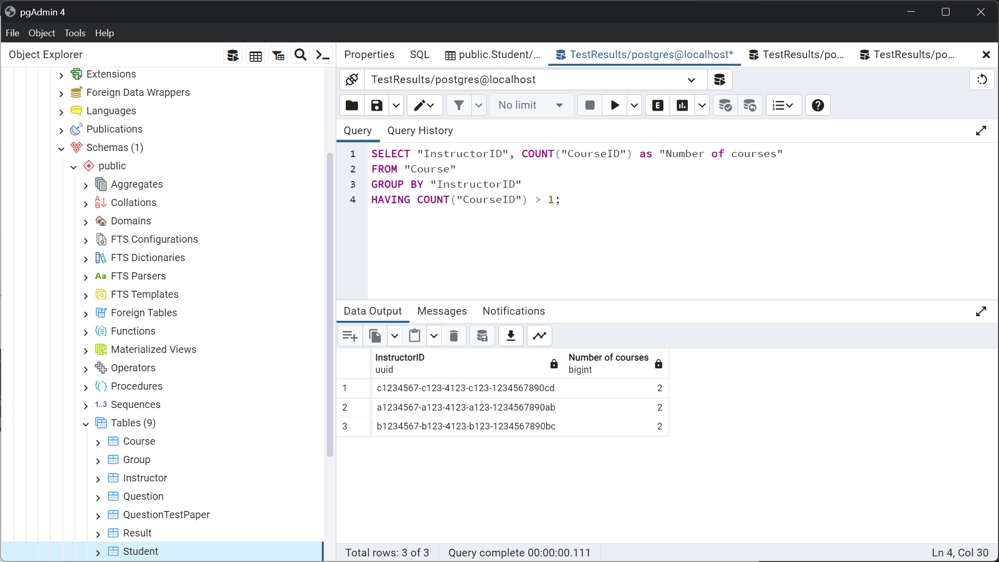 pgAdmin 4
File Object Tools Help
Object Explorer
Extensions
Foreign Data Wrappers
Languages
Publications
Schemas (1)
public
Aggregates
Collations
Domains
FTS Configurations
FTS Dictionaries
Aa FTS Parsers
FTS Templates
Foreign Tables
Functions
Materialized Views
Operators
Procedures
1..3 Sequences
Tables (9)
Course
Group
Instructor
Question
QuestionTestPaper
Result
Student
Properties SQL public.Student/... TestResults/postgres@localhost* TestResults/po... TestResults/po...
TestResults/postgres@localhost
No limit
E
Query Query History
1 SELECT "InstructorID", COUNT("CourseID") as "Number of courses"
2 FROM "Course"
3 GROUP BY "InstructorID"
4 HAVING COUNT("CourseID") > 1;
Data Output Messages Notifications
InstructorID Number of courses
uuid bigint
1 c1234567-c123-4123-c123-1234567890cd 2
2 a1234567-a123-4123-a123-1234567890ab 2
3 b1234567-b123-4123-b123-1234567890bc 2
Total rows: 3 of 3 Query complete 00:00:00.111 Ln 4, Col 30